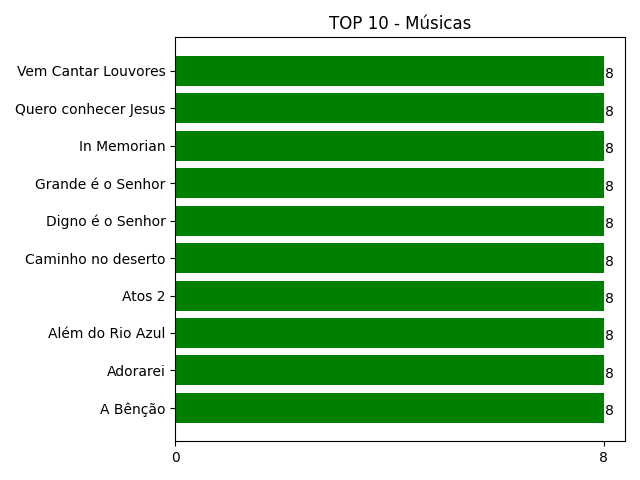 TOP 10 - Músicas
Vem Cantar Louvores 8
Quero conhecer Jesus 8
In Memorian 8
Grande é o Senhor 8
Digno é o Senhor 8
Caminho no deserto 8
Atos 2 8
Além do Rio Azul 8
Adorarei 8
A Bênção 8
0 8